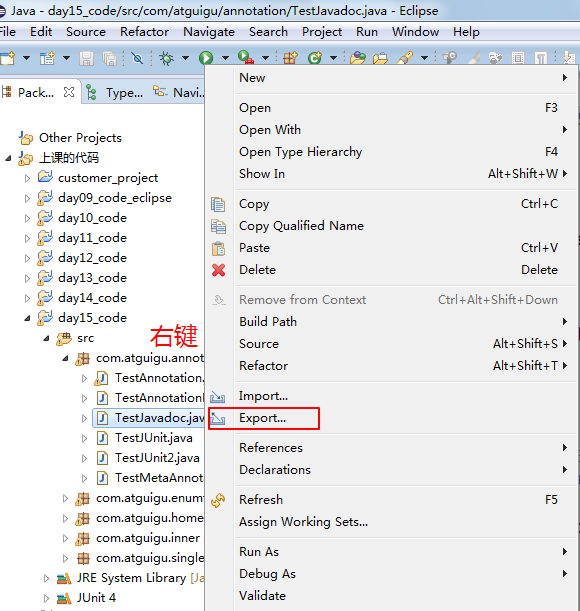 Java - day15_code/src/com/atguigu/annotation/TestJavadoc.java - Eclipse
File Edit Source Refactor Navigate Search Project Run Window Help
Pack... Type... Navi...
Other Projects
上课的代码
customer_project
day09_code_eclipse
day10_code
day11_code
day12_code
day13_code
day14_code
day15_code
src
右键
com.atguigu.annot
TestAnnotation.
TestAnnotation
TestJavadoc.jav
TestJUnit.java
TestJUnit2.java
TestMetaAnnot
com.atguigu.enum
com.atguigu.home
com.atguigu.inner
com.atguigu.single
JRE System Library [Ja
JUnit 4
New
Open F3
Open With
Open Type Hierarchy F4
Show In Alt+Shift+W
Copy Ctrl+C
Copy Qualified Name
Paste Ctrl+V
Delete Delete
Remove from Context Ctrl+Alt+Shift+Down
Build Path
Source Alt+Shift+S
Refactor Alt+Shift+T
Import...
Export...
References
Declarations
Refresh F5
Assign Working Sets...
Run As
Debug As
Validate